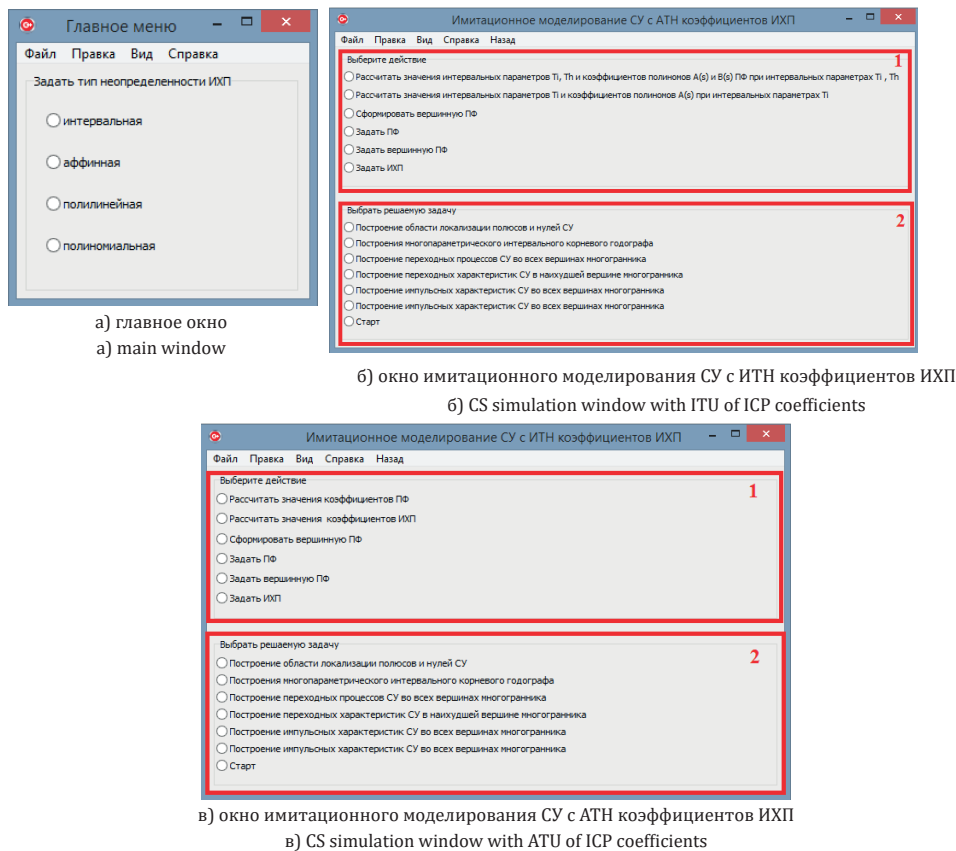 Главное меню
Файл Правка Вид Справка
Задать тип неопределенности ИХП
интервальная
аффинная
полилинейная
полиномиальная
а) главное окно
а) main window
Имитационное моделирование СУ с АТН коэффициентов ИХП
Файл Правка Вид Справка Назад
Выберите действие
1
Рассчитать значения интервальных параметров Ti, Th и коэффициентов полиномов A(s) и B(s) ПФ при интервальных параметрах Ti , Th
Рассчитать значения интервальных параметров Ti и коэффициентов полиномов A(s) при интервальных параметрах Ti
Сформировать вершинную ПФ
Задать ПФ
Задать вершинную ПФ
Задать ИХП
Выбрать решаемую задачу
2
Построение области локализации полюсов и нулей СУ
Построения многопараметрического интервального корневого годографа
Построение переходных процессов СУ во всех вершинах многогранника
Построение переходных характеристик СУ в наихудшей вершине многогранника
Построение импульсных характеристик СУ во всех вершинах многогранника
Построение импульсных характеристик СУ во всех вершинах многогранника
Старт
б) окно имитационного моделирования СУ с ИТН коэффициентов ИХП
б) CS simulation window with ITU of ICP coefficients
Имитационное моделирование СУ с ИТН коэффициентов ИХП
Файл Правка Вид Справка Назад
Выберите действие
1
Рассчитать значения коэффициентов ПФ
Рассчитать значения коэффициентов ИХП
Сформировать вершинную ПФ
Задать ПФ
Задать вершинную ПФ
Задать ИХП
Выбрать решаемую задачу
2
Построение области локализации полюсов и нулей СУ
Построения многопараметрического интервального корневого годографа
Построение переходных процессов СУ во всех вершинах многогранника
Построение переходных характеристик СУ в наихудшей вершине многогранника
Построение импульсных характеристик СУ во всех вершинах многогранника
Построение импульсных характеристик СУ во всех вершинах многогранника
Старт
в) окно имитационного моделирования СУ с АТН коэффициентов ИХП
в) CS simulation window with ATU of ICP coefficients